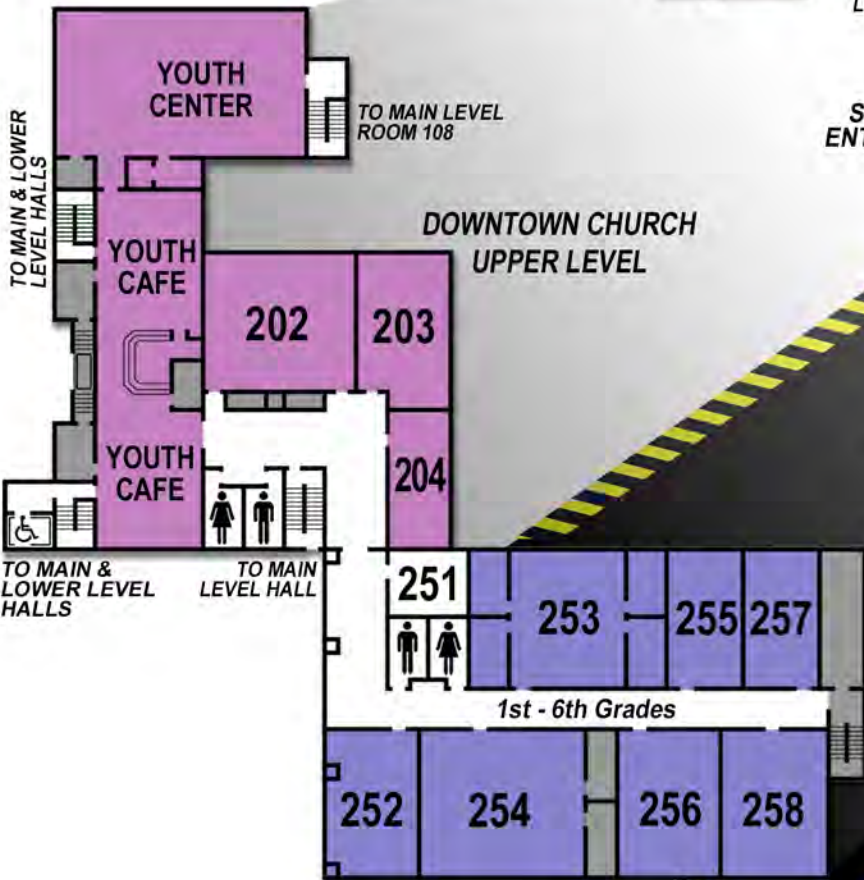 YOUTH
CENTER
TO MAIN LEVEL
ROOM 108
TO MAIN & LOWER
LEVEL HALLS
DOWNTOWN CHURCH
UPPER LEVEL
YOUTH
CAFE
202
203
204
YOUTH
CAFE
TO MAIN &
LOWER LEVEL
HALLS
TO MAIN
LEVEL HALL
251
253
255
257
1st - 6th Grades
252
254
256
258